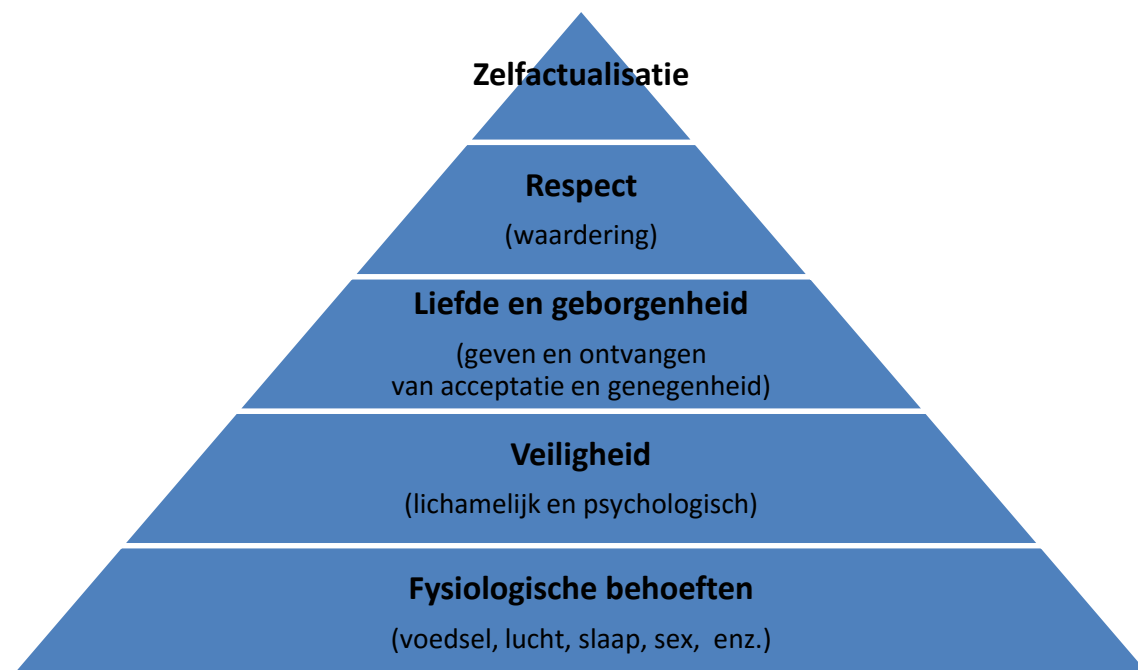 Zelfactualisatie
Respect
(waardering)
Liefde en geborgenheid
(geven en ontvangen
van acceptatie en genegenheid)
Veiligheid
(lichamelijk en psychologisch)
Fysiologische behoeften
(voedsel, lucht, slaap, sex,  enz.)